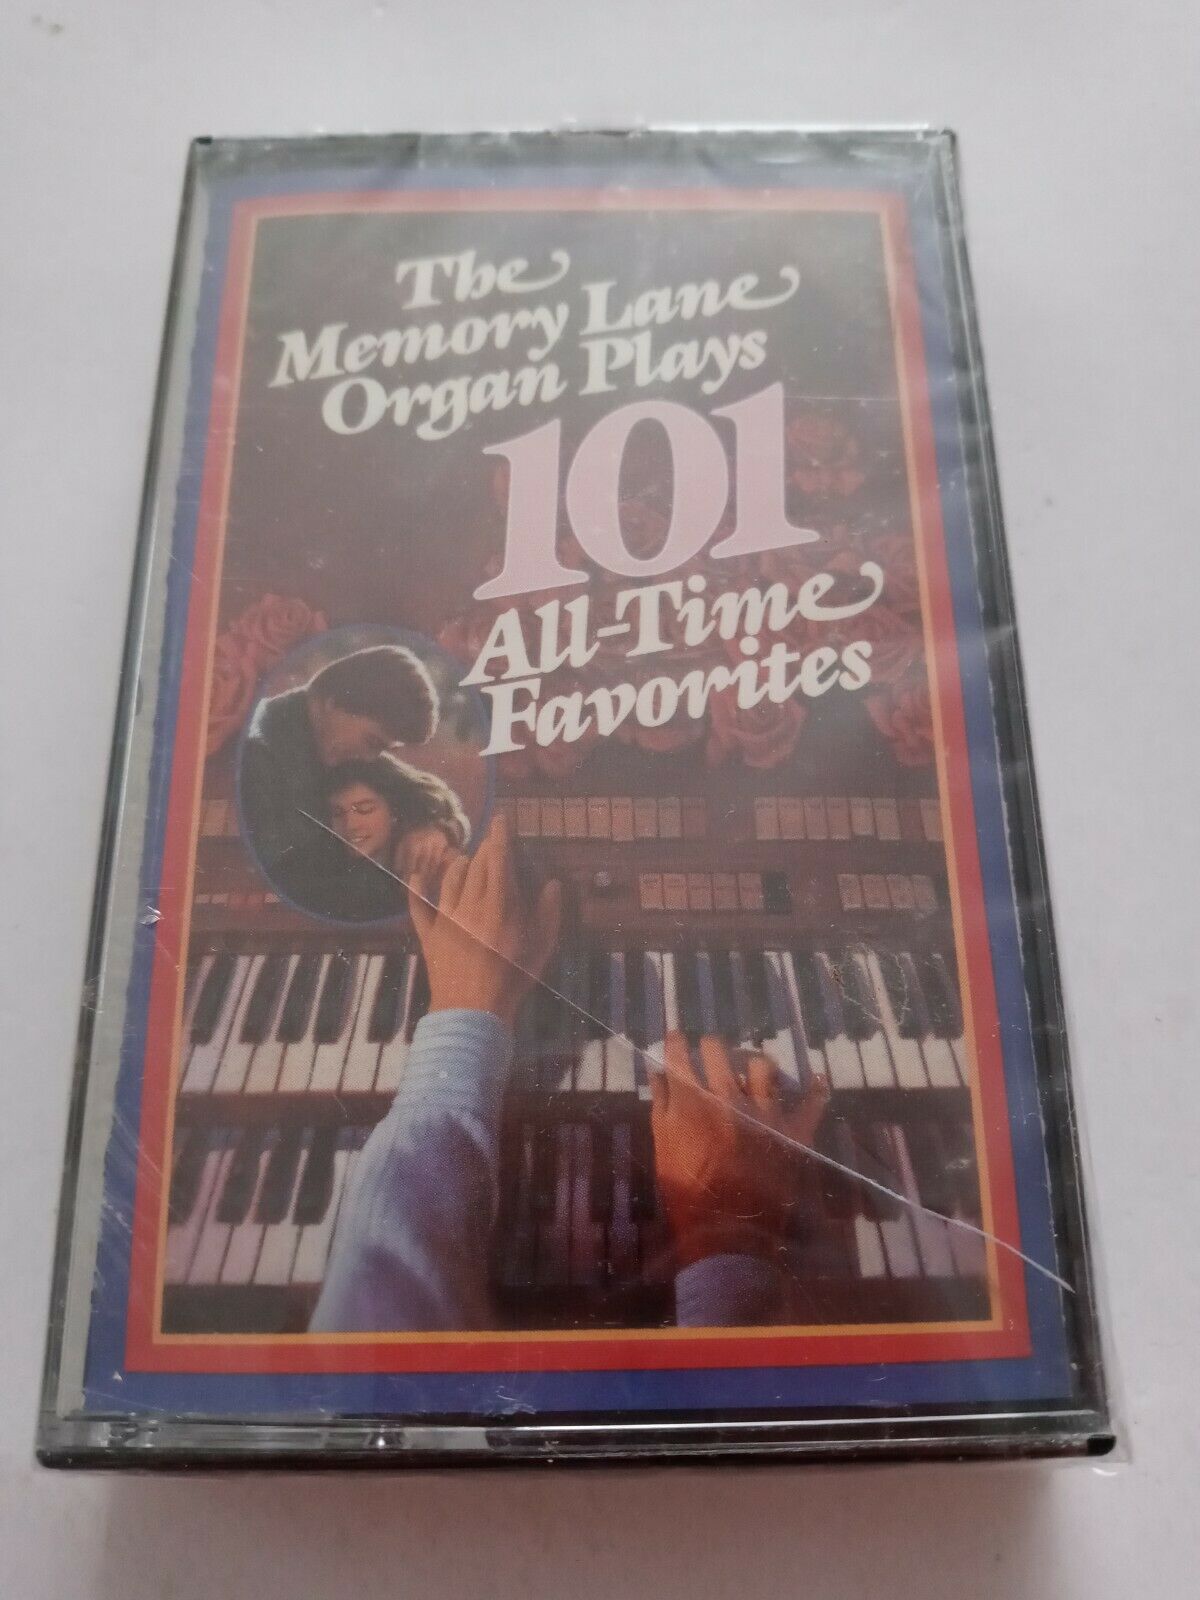 The
Memory Lane
Organ Plays
101
All-Time
Favorites